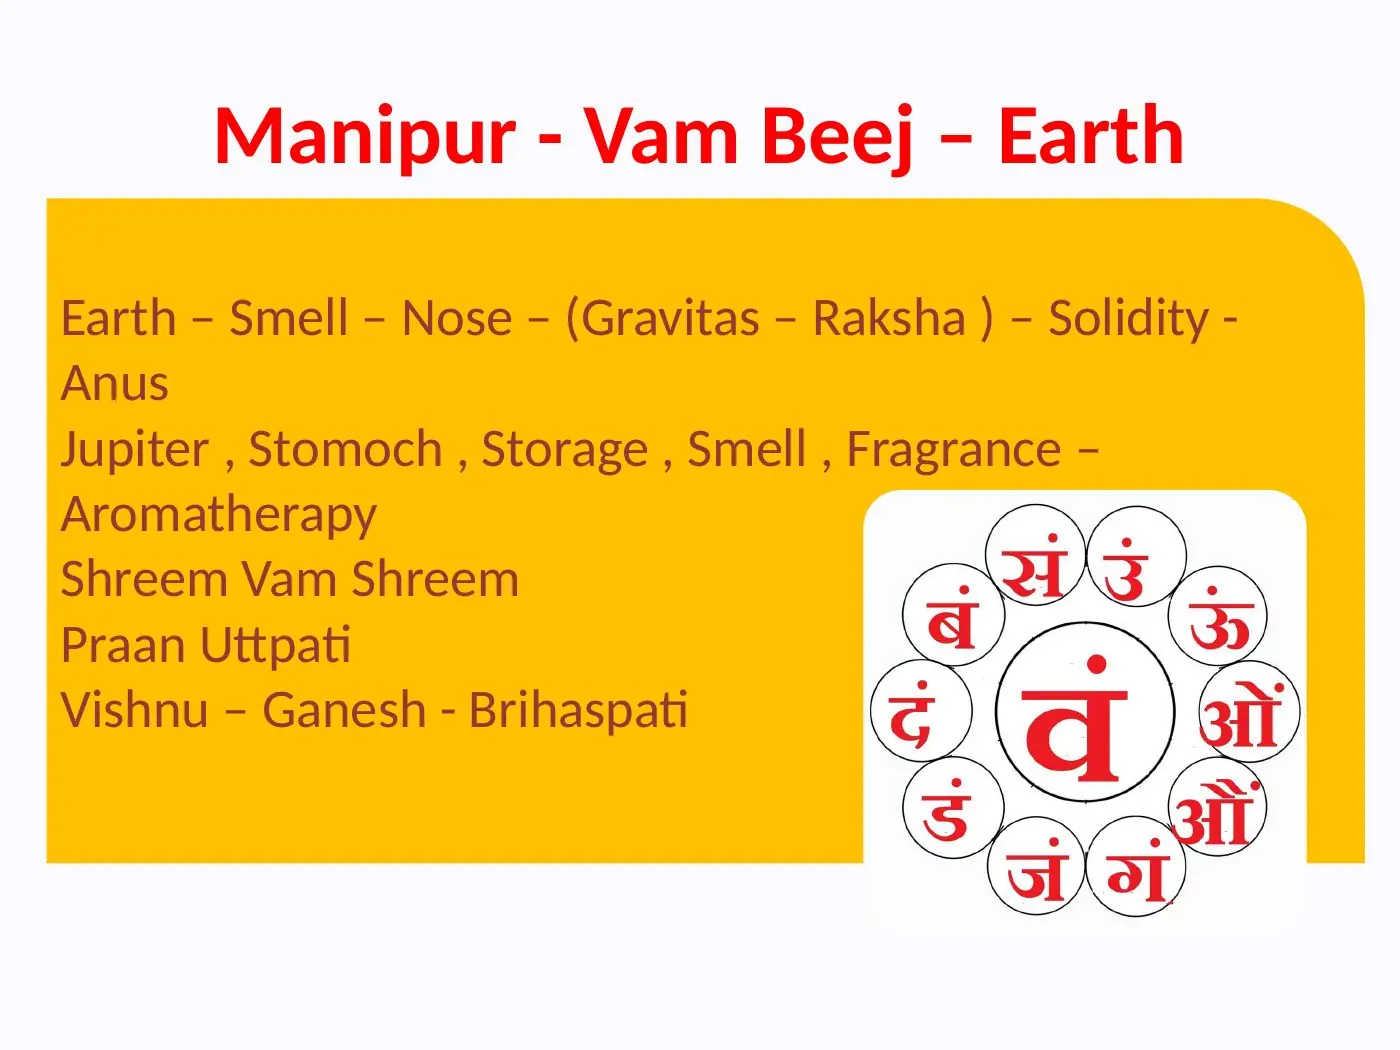 Manipur - Vam Beej – Earth
Earth – Smell – Nose – (Gravitas – Raksha ) – Solidity -
Anus
Jupiter , Stomoch , Storage , Smell , Fragrance –
Aromatherapy
Shreem Vam Shreem
Praan Uttpati
Vishnu – Ganesh - Brihaspati
सं
उं
बं
ऊं
दं
वं
ओं
डं
औं
जं
गं